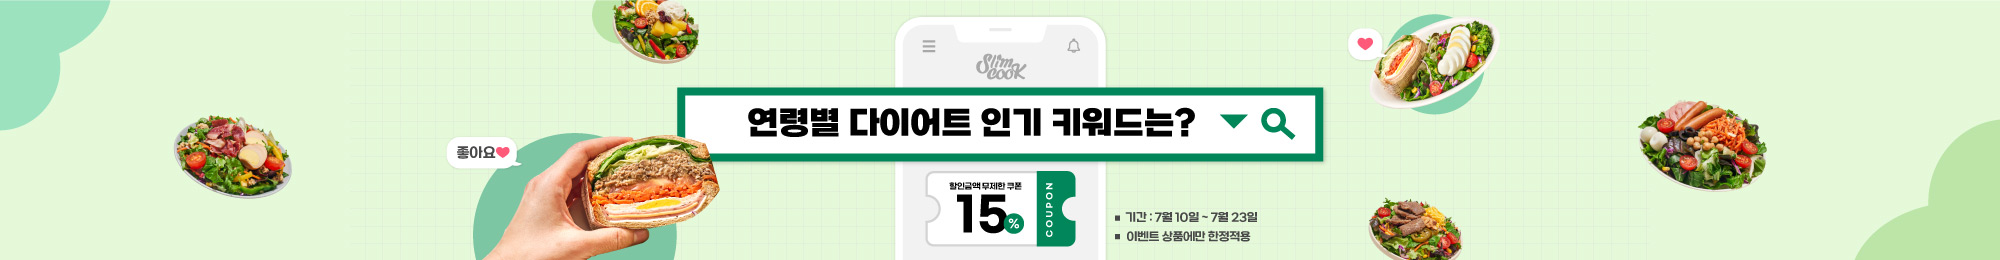 Slim
cook
연령별 다이어트 인기 키워드는?
좋아요
할인금액 무제한 쿠폰
15%
COUPON
기간 : 7월 10일 ~ 7월 23일
이벤트 상품에만 한정적용